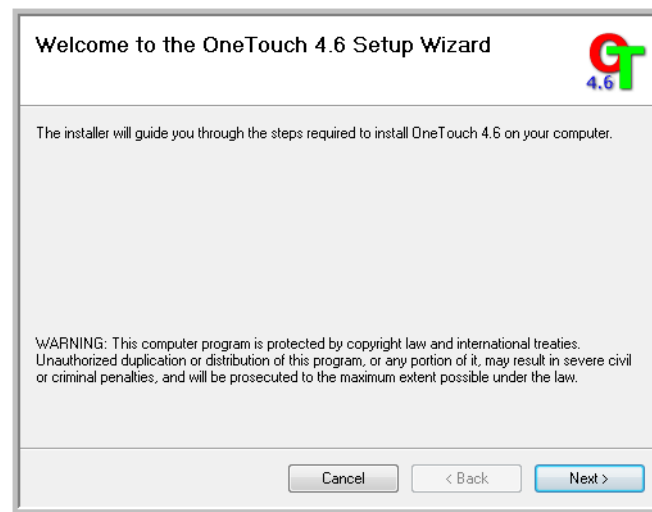 Welcome to the OneTouch 4.6 Setup Wizard
OT
4.6
The installer will guide you through the steps required to install OneTouch 4.6 on your computer.
WARNING: This computer program is protected by copyright law and international treaties.
Unauthorized duplication or distribution of this program, or any portion of it, may result in severe civil
or criminal penalties, and will be prosecuted to the maximum extent possible under the law.
Cancel
< Back
Next >